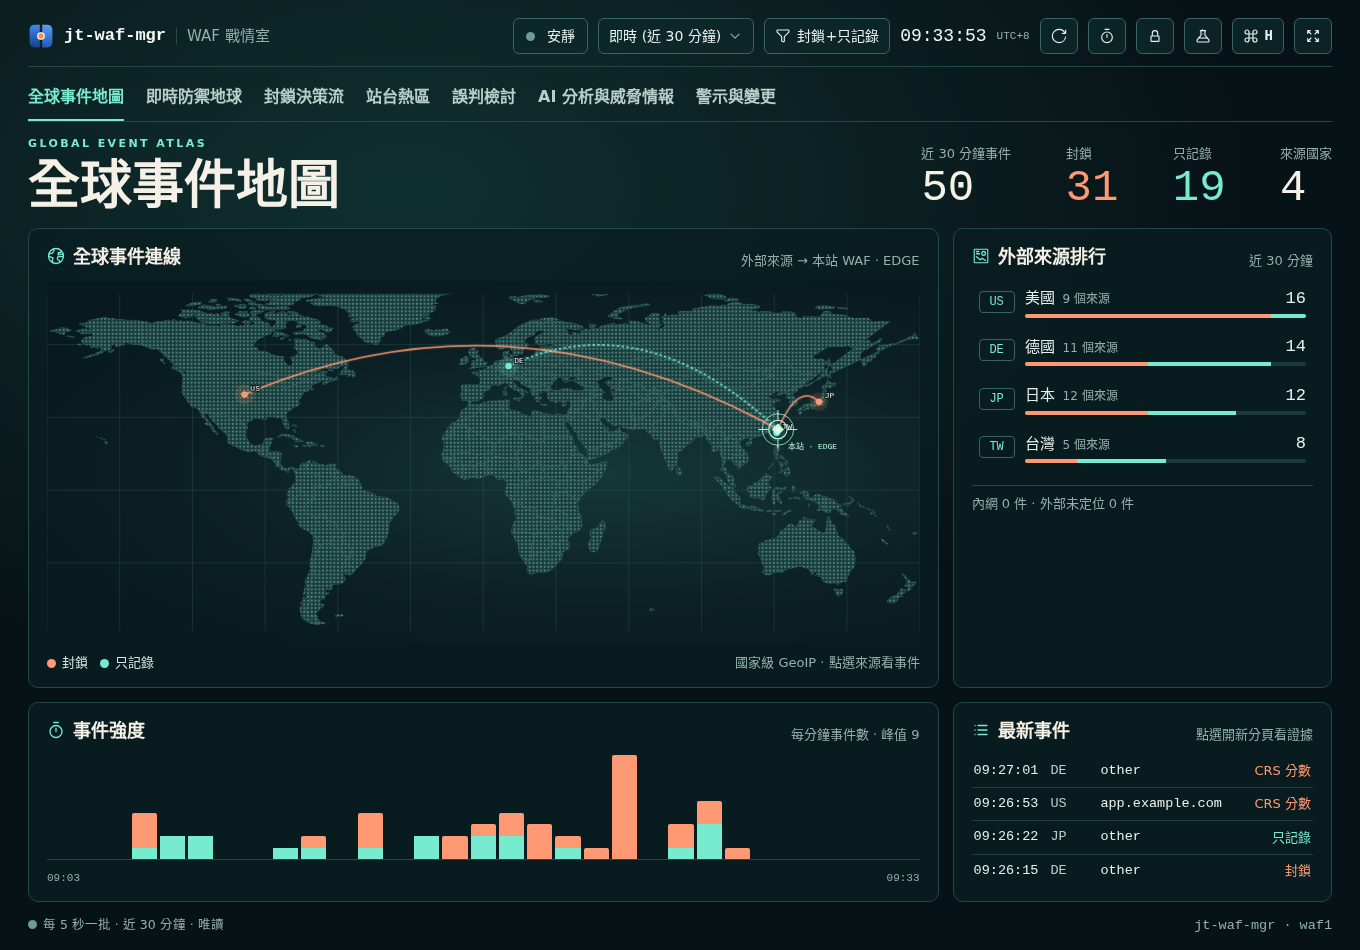 jt-waf-mgr WAF 戰情室 安靜 即時 (近 30 分鐘) 封鎖+只記錄 09:33:53 UTC+8 ⌘ H
全球事件地圖 即時防禦地球 封鎖決策流 站台熱區 誤判檢討 AI 分析與威脅情報 警示與變更
GLOBAL EVENT ATLAS
全球事件地圖
近 30 分鐘事件 封鎖 只記錄 來源國家
50 31 19 4
全球事件連線
外部來源 → 本站 WAF · EDGE
DE
US
JP
本站 · EDGE
封鎖 只記錄
國家級 GeoIP · 點選來源看事件
外部來源排行 近 30 分鐘
US 美國 9 個來源 16
DE 德國 11 個來源 14
JP 日本 12 個來源 12
TW 台灣 5 個來源 8
內網 0 件 · 外部未定位 0 件
事件強度 每分鐘事件數 · 峰值 9
09:03 09:33
最新事件 點選開新分頁看證據
09:27:01 DE other CRS 分數
09:26:53 US app.example.com CRS 分數
09:26:22 JP other 只記錄
09:26:15 DE other 封鎖
每 5 秒一批 · 近 30 分鐘 · 唯讀
jt-waf-mgr · waf1